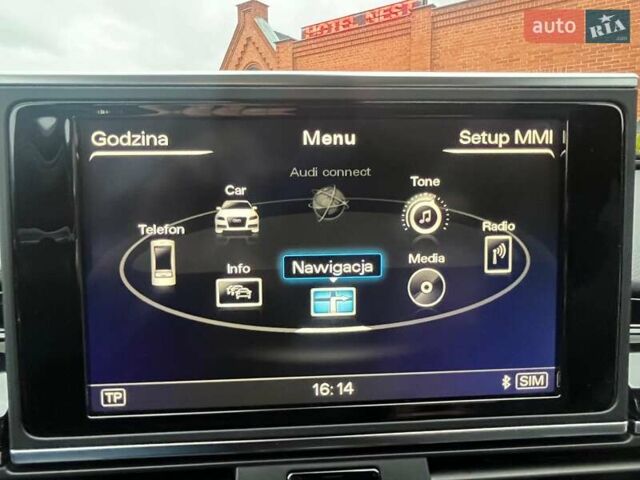 HOTEL NEST
auto RIA.com
Godzina Menu Setup MMI
Audi connect
Car Tone
Telefon Radio
Info Nawigacja Media
TP 16:14 SIM